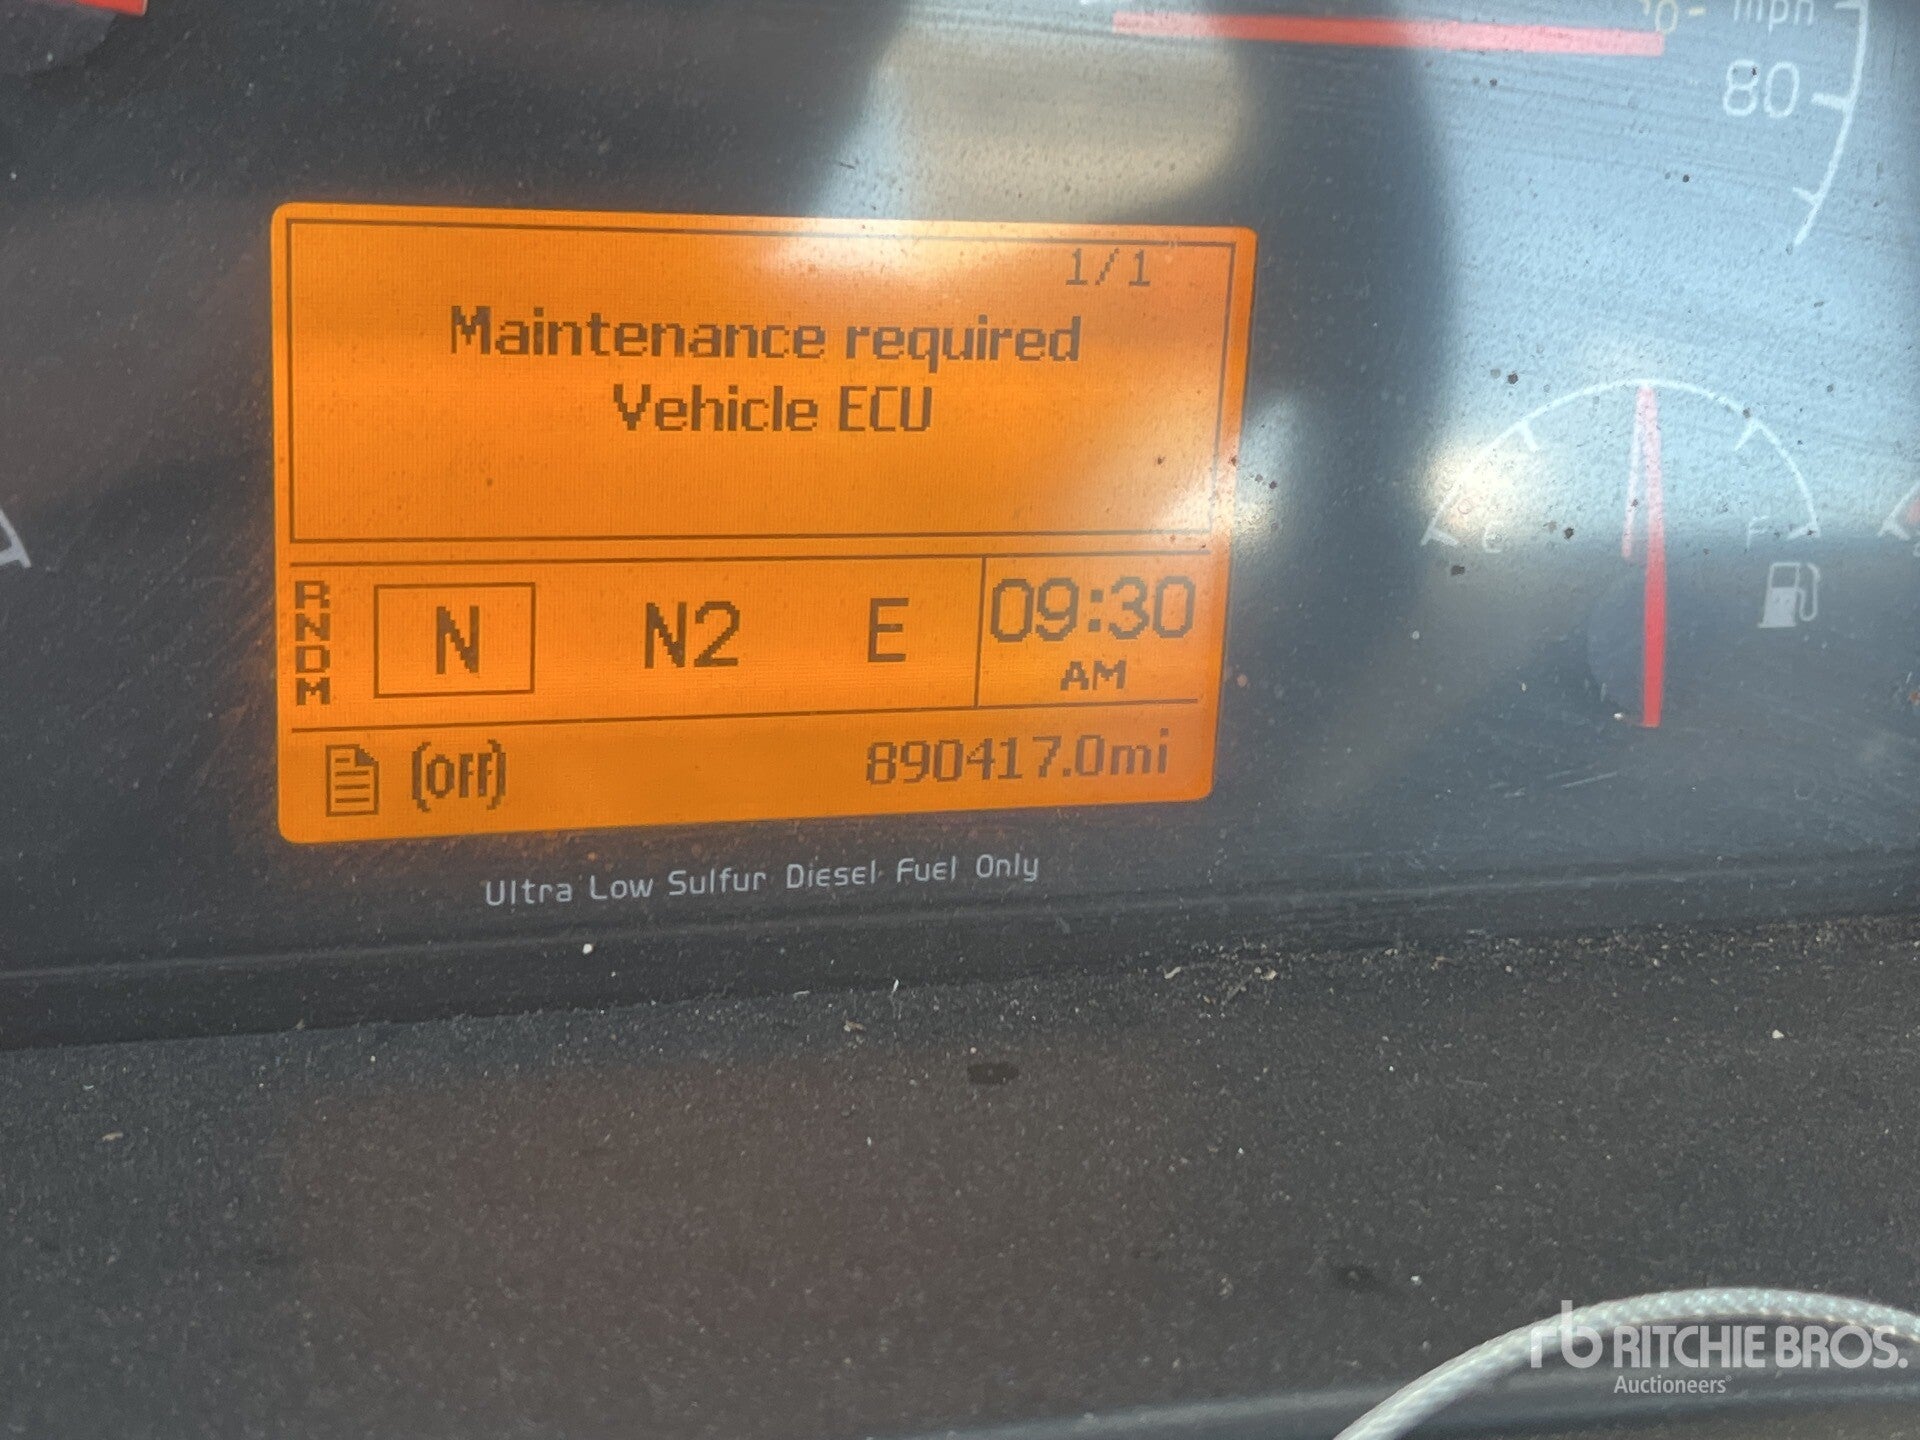 mph
80
1/1
Maintenance required
Vehicle ECU
R
N
D
M
N N2 E
09:30
AM
(Off) 890417.0mi
F
Ultra Low Sulfur Diesel Fuel Only
rb RITCHIE BROS.
Auctioneers